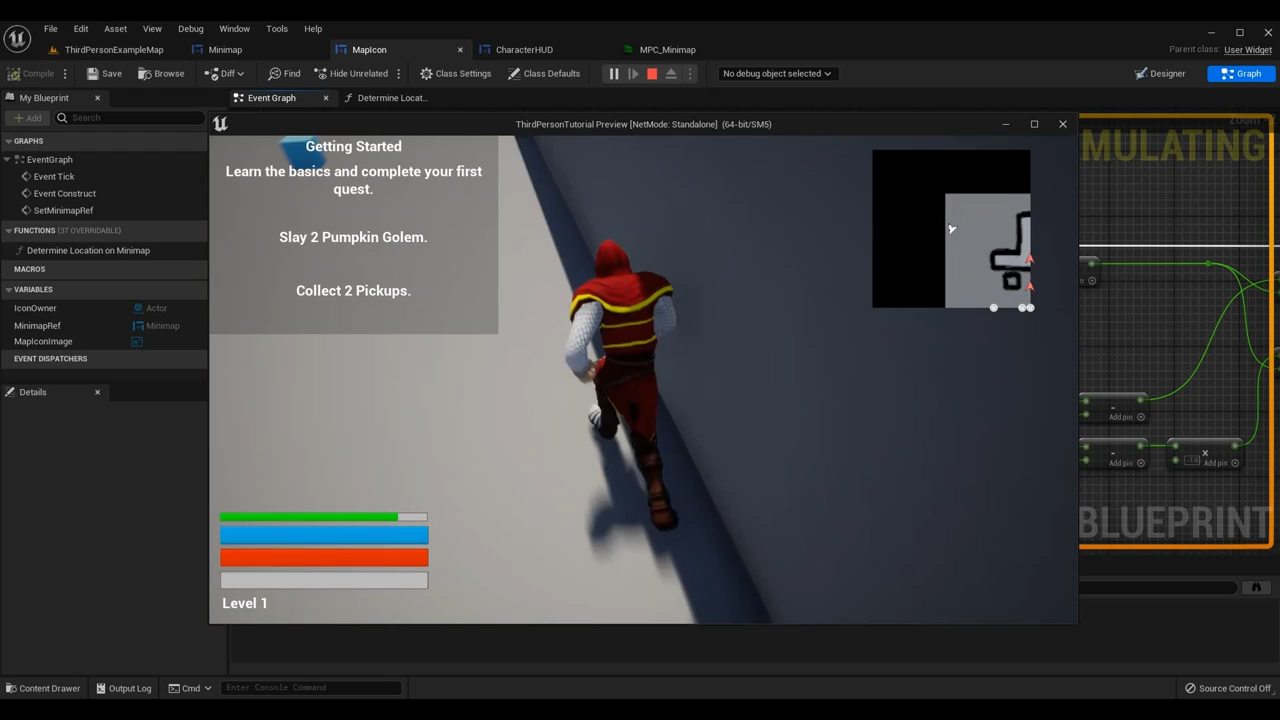 File Edit Asset View Window Debug Tools Help
ThirdPersonExampleMap Minimap MapIcon CharacterHUD MPC_Minimap
Parent class: User Widget
Compile Save Browse Diff Find Hide Unrelated Class Settings Class Defaults No debug object selected Designer Graph
My Blueprint Event Graph Determine Locat...
Add Search
ThirdPersonTutorial Preview [NetMode: Standalone] (64-bit/SM5)
GRAPHS
EventGraph
Event Tick
Event Construct
SetMinimapRef
FUNCTIONS (37 OVERRIDABLE)
Determine Location on Minimap
MACROS
VARIABLES
IconOwner Actor
MinimapRef Minimap
MapIconImage
EVENT DISPATCHERS
Details
Getting Started
Learn the basics and complete your first
quest.
Slay 2 Pumpkin Golem.
Collect 2 Pickups.
Level 1
MULATING
Add pin
Add pin
-1.0
Add pin
BLUEPRINT
Content Drawer Output Log Cmd Enter Console Command Source Control Off